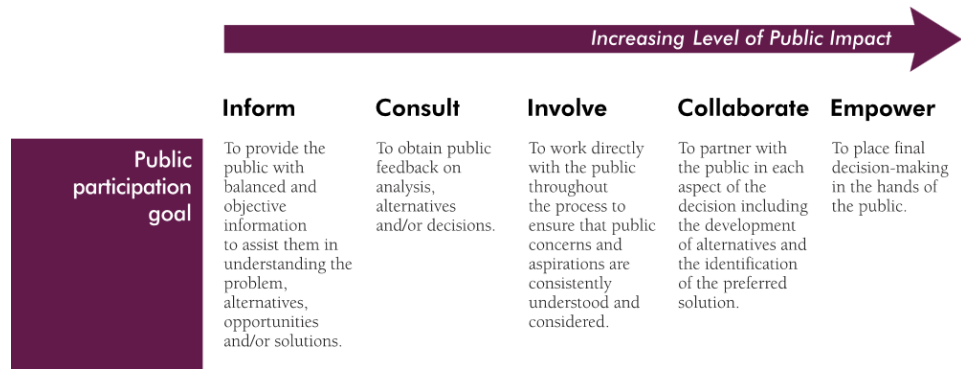 Increasing Level of Public Impact
Inform
Consult
Involve
Collaborate
Empower
Public
participation
goal
To provide the
public with
balanced and
objective
information
to assist them in
understanding the
problem,
alternatives,
opportunities
and/or solutions.
To obtain public
feedback on
analysis,
alternatives
and/or decisions.
To work directly
with the public
throughout
the process to
ensure that public
concerns and
aspirations are
consistently
understood and
considered.
To partner with
the public in each
aspect of the
decision including
the development
of alternatives and
the identification
of the preferred
solution.
To place final
decision-making
in the hands of
the public.